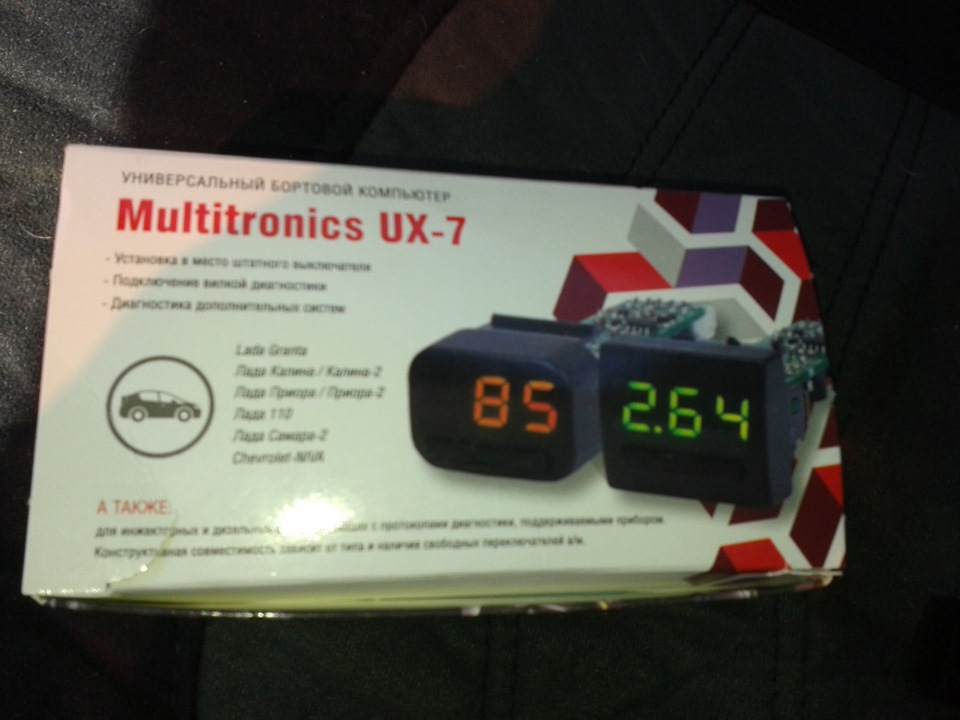 УНИВЕРСАЛЬНЫЙ БОРТОВОЙ КОМПЬЮТЕР
Multitronics UX-7
- Установка в место штатного выключателя
- Подключение вилкой диагностики
- Диагностика дополнительных систем
Lada Granta
Лада Калина / Калина-2
Лада Приора / Приора-2
Лада 110
Лада Самара-2
Chevrolet-NIVA
85
2.64
А ТАКЖЕ:
для инжекторных и дизельных с протоколами диагностики, поддерживаемыми прибором.
Конструктивная совместимость зависит от типа и наличия свободных переключателей а/м.